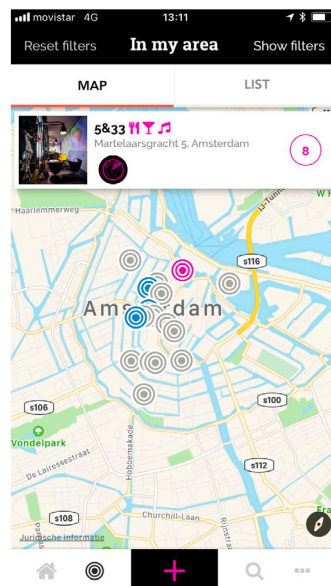 movistar 4G 13:11
Reset filters In my area Show filters
MAP LIST
5&33
Martelaarsgracht 5, Amsterdam
8
Haarlemmerweg
IJ-Tunnel
s116
Amsterdam
s106
s100
Vondelpark
De Lairessestraat
Hobbemakade
s112
s108
Churchill-Laan
Rijnstra
Juridische informatie